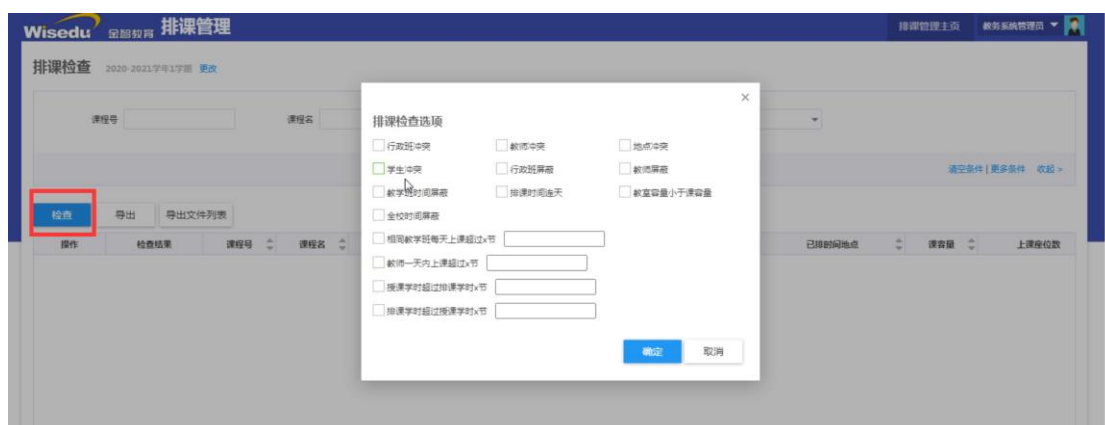 Wisedu 金智教育 排课管理 排课管理主页 教务系统管理员
排课检查 2020-2021学年1学期 更改
×
课程号 课程名
排课检查选项
行政班冲突 教师冲突 地点冲突
学生冲突 行政班屏蔽 教师屏蔽
清空条件 | 更多条件 收起 »
教学班时间屏蔽 排课时间连天 教室容量小于课容量
检查 导出 导出文件列表
全校时间屏蔽
操作 检查结果 课程号 课程名 相同教学班每天上课超过x节 已排时间地点 课容量 上课座位数
教师一天内上课超过x节
授课学时超过排课学时x节
排课学时超过授课学时x节
确定 取消